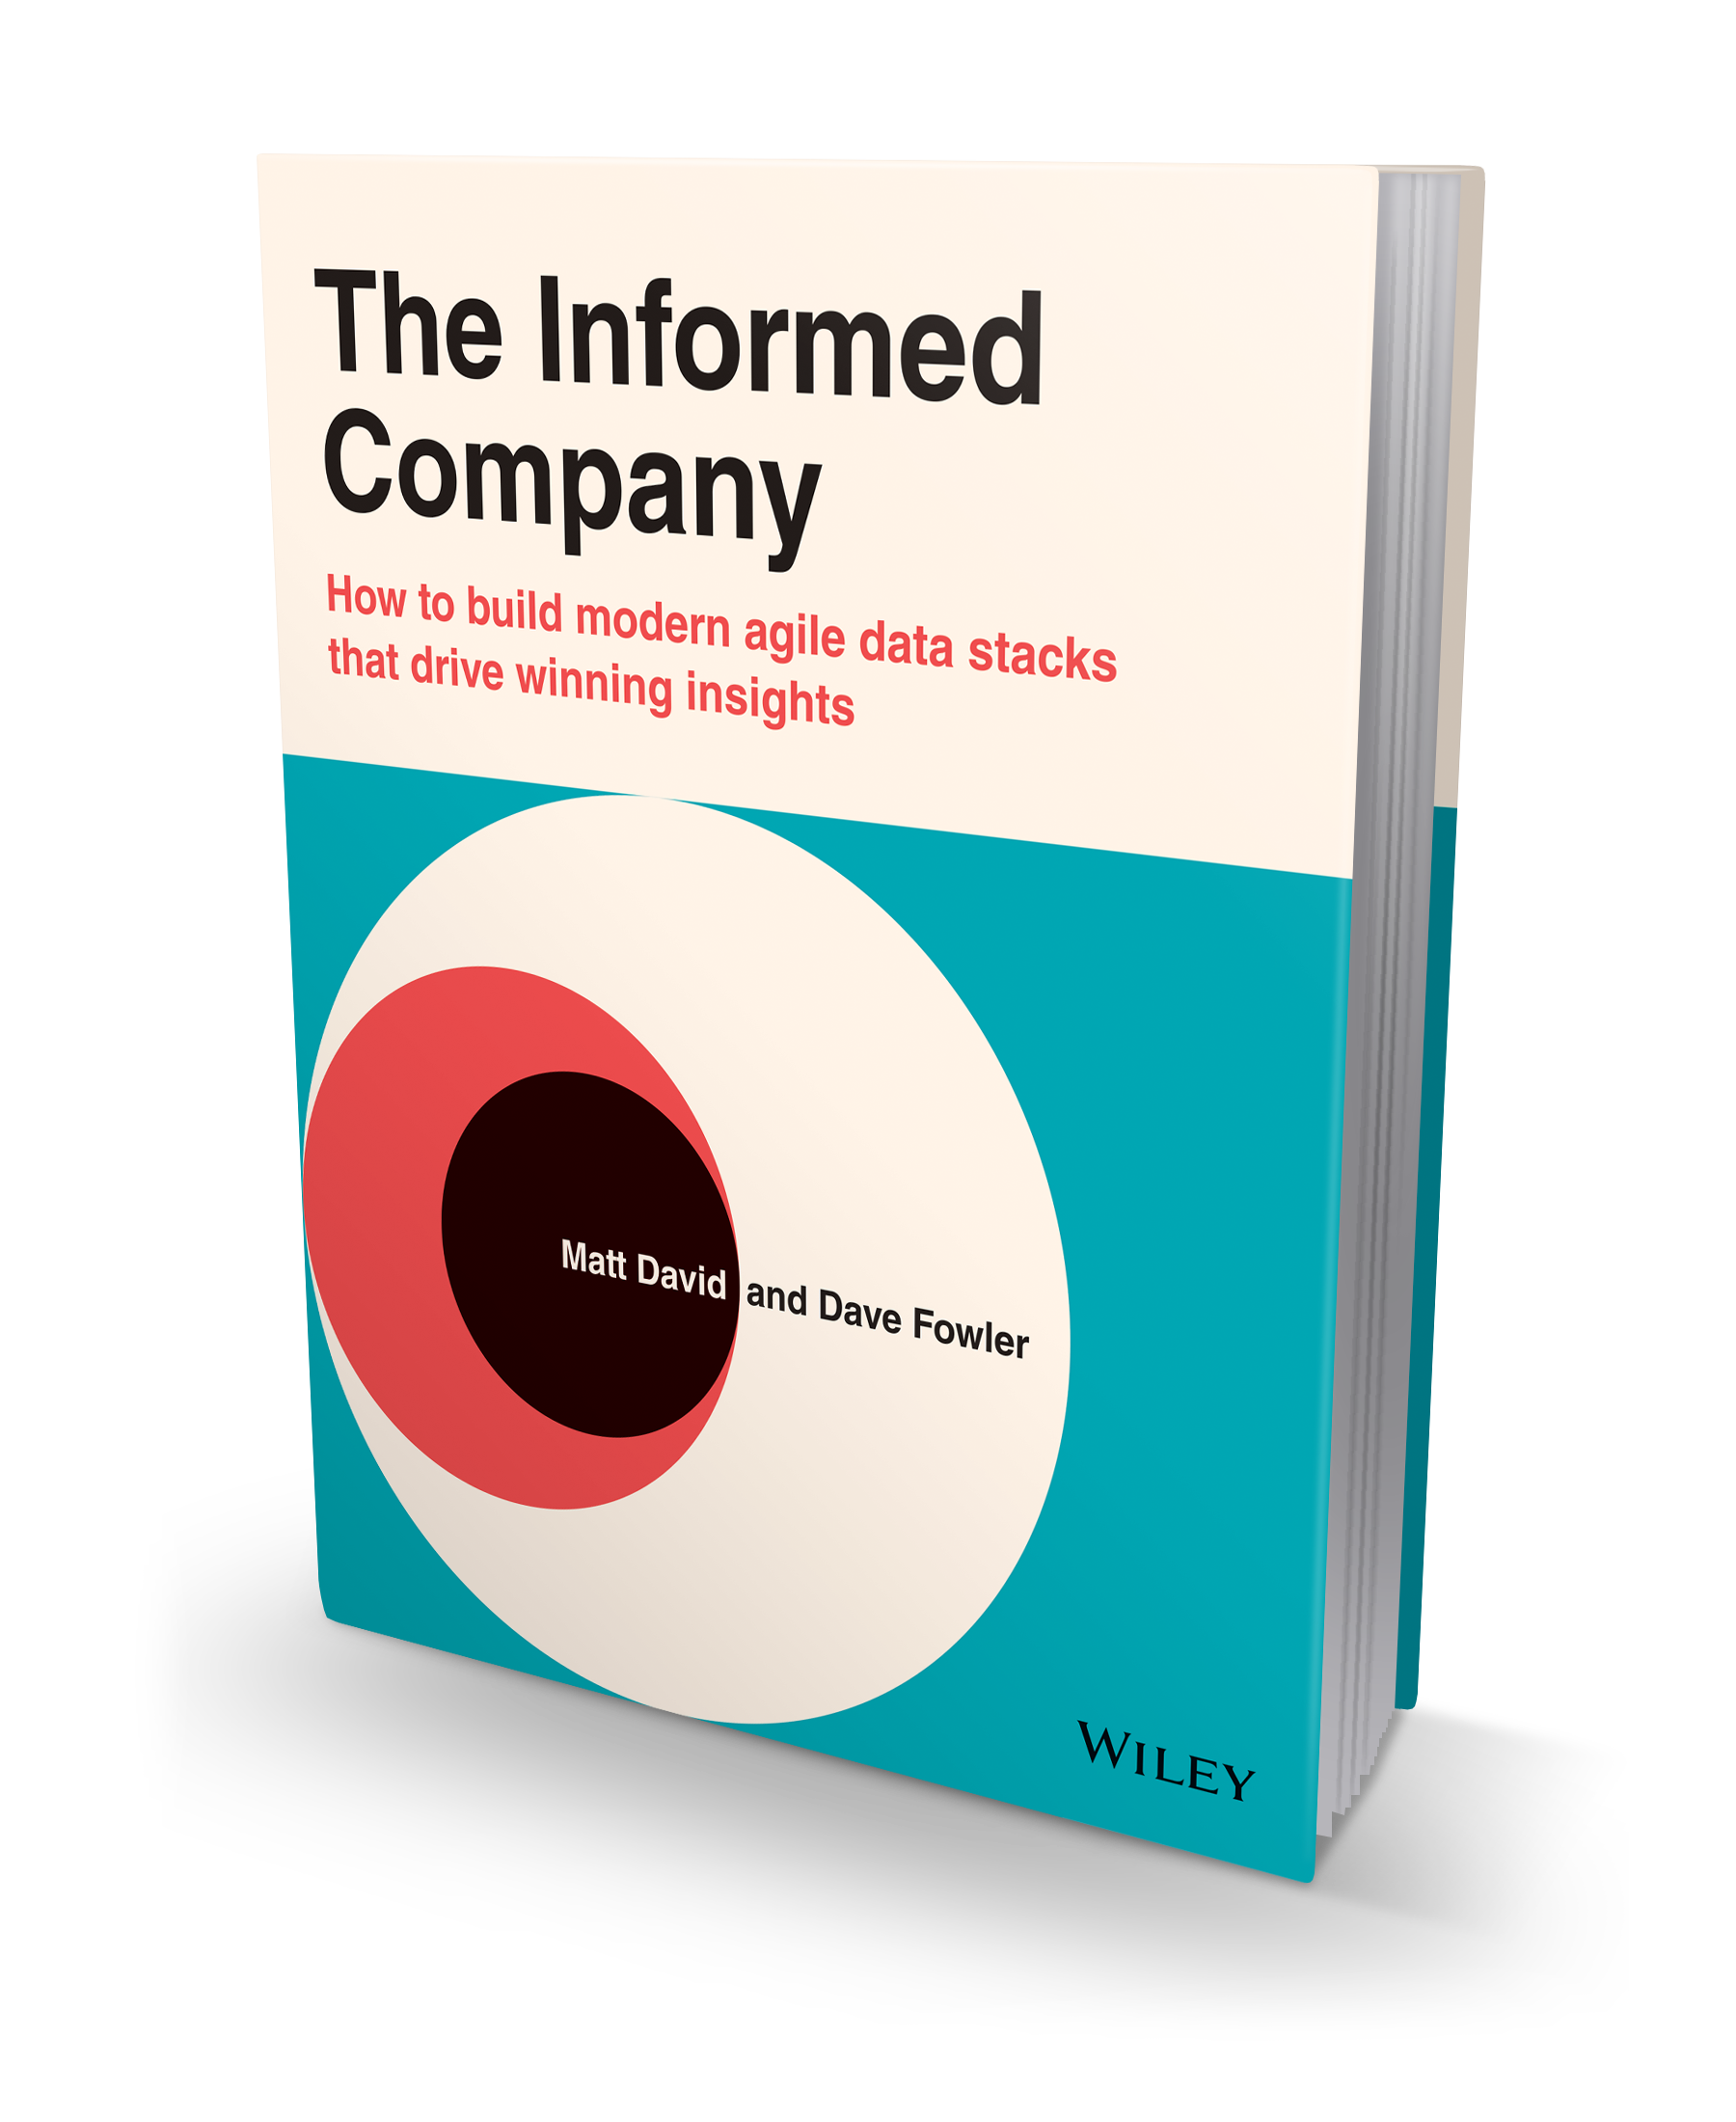 The Informed
Company
How to build modern agile data stacks
that drive winning insights
Matt David and Dave Fowler
WILEY